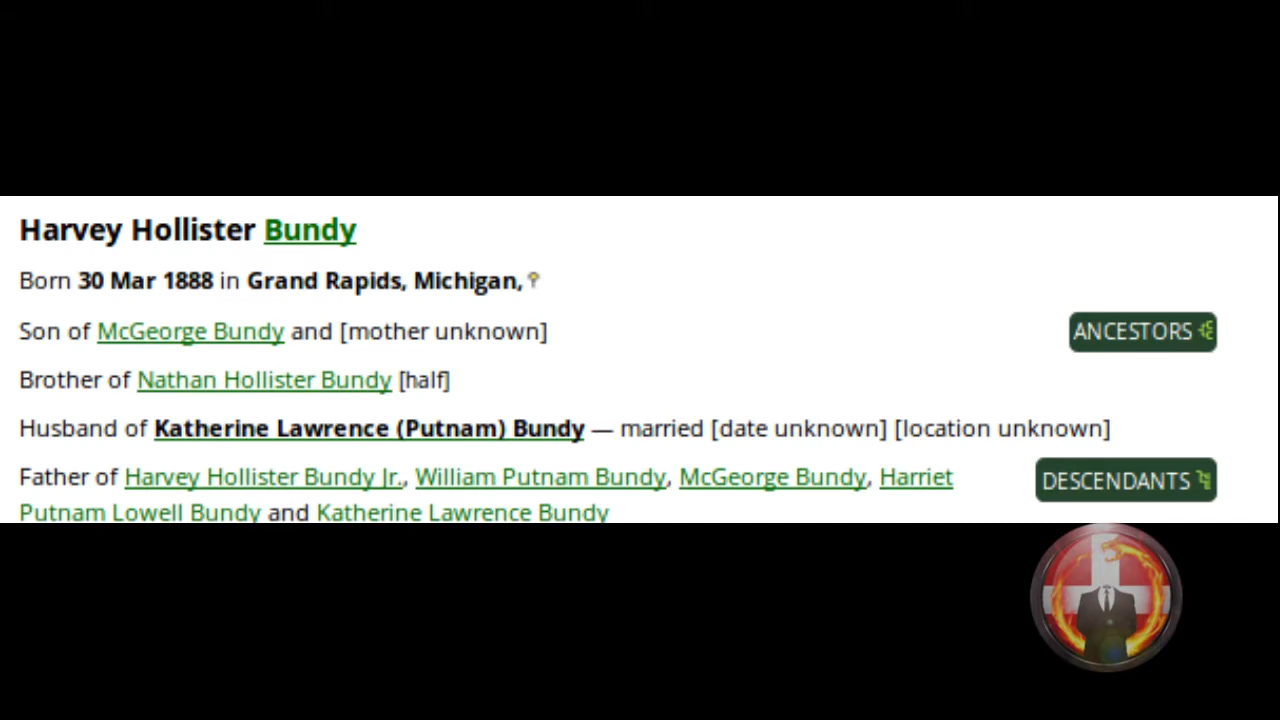 Harvey Hollister Bundy
Born 30 Mar 1888 in Grand Rapids, Michigan,
Son of McGeorge Bundy and [mother unknown]
ANCESTORS
Brother of Nathan Hollister Bundy [half]
Husband of Katherine Lawrence (Putnam) Bundy — married [date unknown] [location unknown]
Father of Harvey Hollister Bundy Jr., William Putnam Bundy, McGeorge Bundy, Harriet
DESCENDANTS
Putnam Lowell Bundy and Katherine Lawrence Bundy